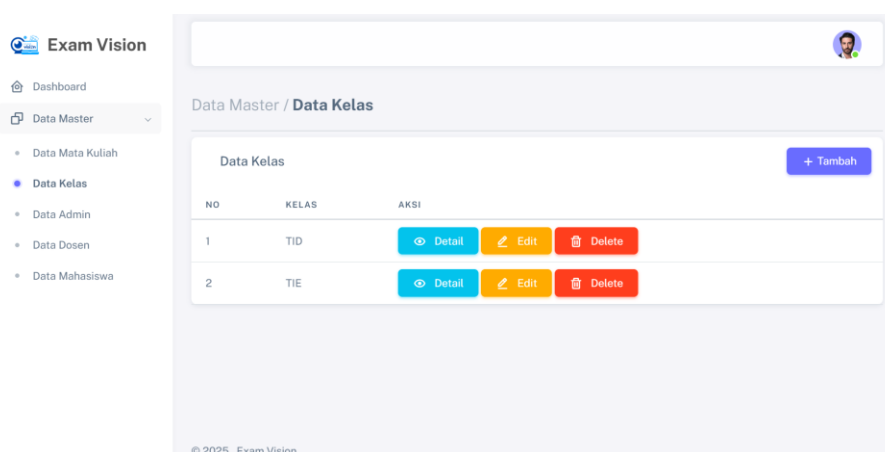 Exam Vision
Dashboard
Data Master
Data Mata Kuliah
Data Kelas
Data Admin
Data Dosen
Data Mahasiswa
Data Master / Data Kelas
Data Kelas
+ Tambah
NO KELAS AKSI
1 TID Detail Edit Delete
2 TIE Detail Edit Delete
© 2025 Exam Vision